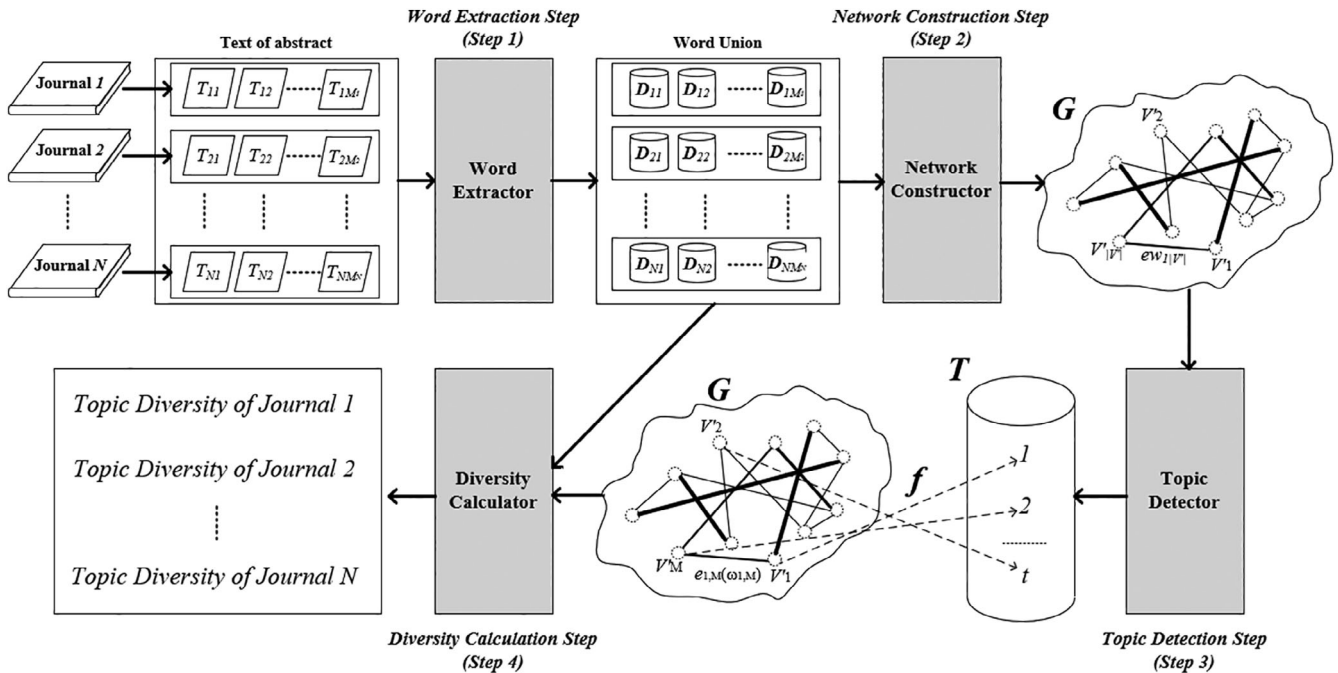 Word Extraction Step
(Step 1)
Network Construction Step
(Step 2)
Text of abstract
Word Union
Journal 1
T11 T12 T1M1
D11 D12 D1M1
Journal 2
T21 T22 T2M2
D21 D22 D2M2
Journal N
TN1 TN2 TNMN
DN1 DN2 DNMN
Word
Extractor
Network
Constructor
G
V'2
V'|V'|
ew1|V'|
V'1
Topic Diversity of Journal 1
Topic Diversity of Journal 2
Topic Diversity of Journal N
Diversity
Calculator
G
V'2
V'M
e1,M(ω1,M)
V'1
f
T
1
2
t
Topic
Detector
Diversity Calculation Step
(Step 4)
Topic Detection Step
(Step 3)